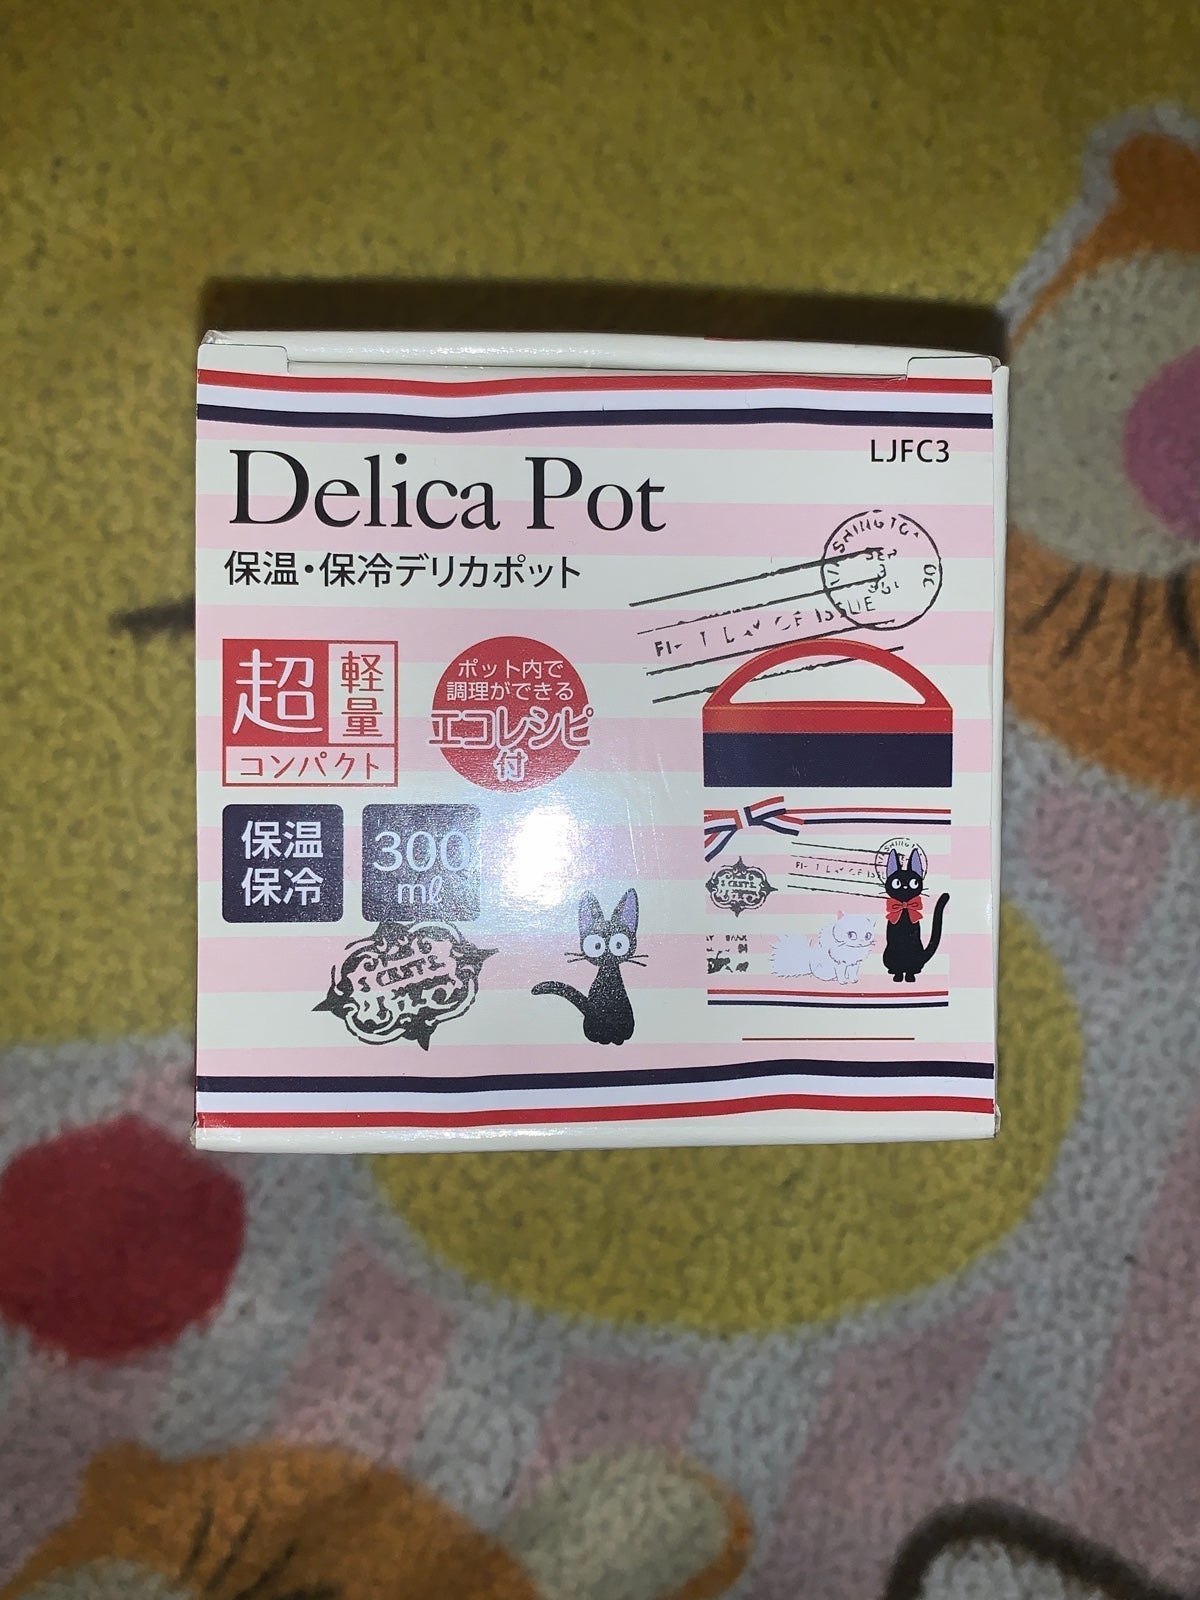 Delica Pot
LJFC3
保温・保冷デリカポット
超
軽量
コンパクト
ポット内で
調理ができる
エコレシピ
付
保温
保冷
300
ml